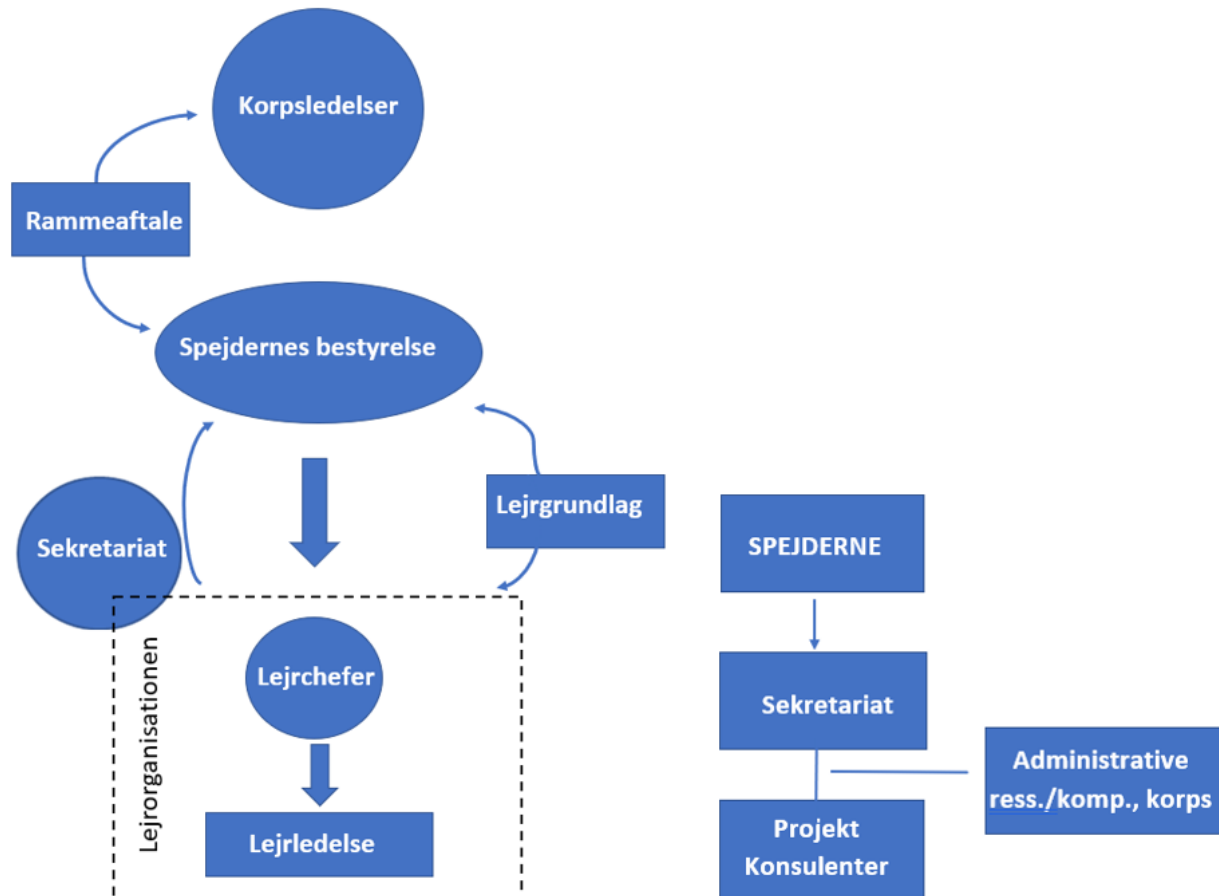 Korpsledelser
Rammeaftale
Spejdernes bestyrelse
Sekretariat
Lejrgrundlag
Lejrorganisationen
Lejrchefer
Lejrledelse
SPEJDERNE
Sekretariat
Administrative
ress./komp., korps
Projekt
Konsulenter